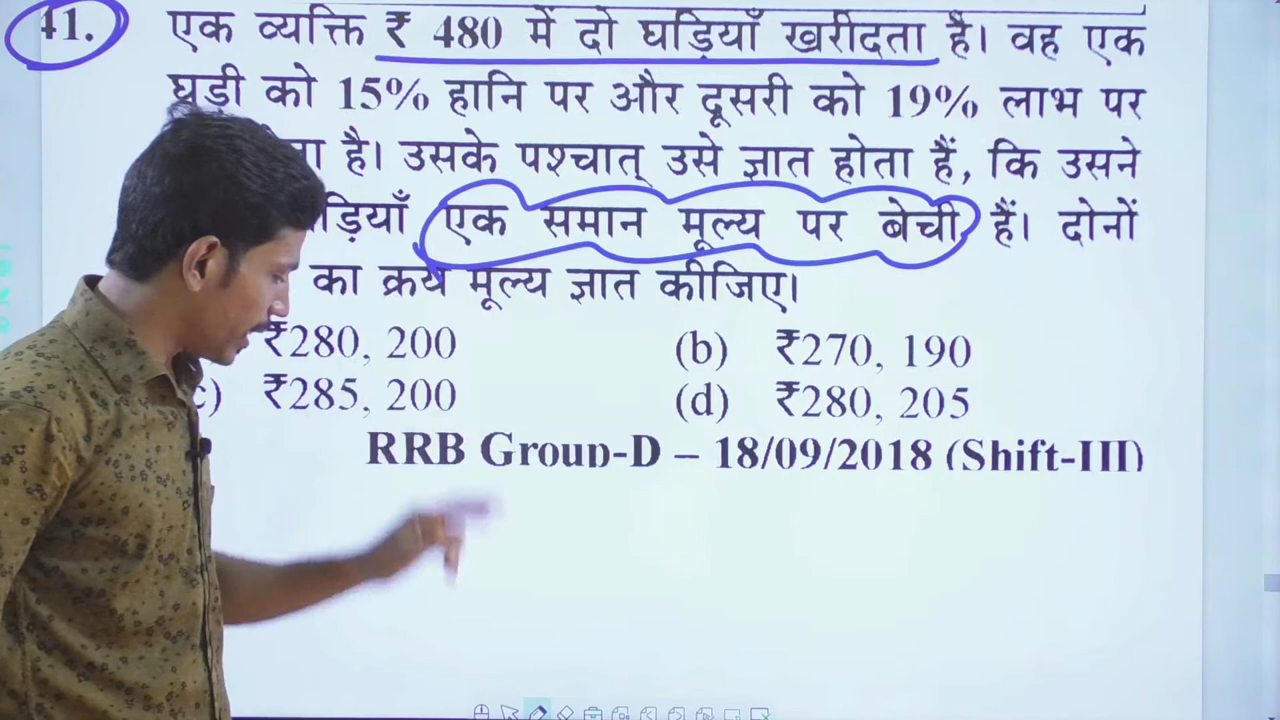 41. एक व्यक्ति ₹ 480 में दो घड़ियाँ खरीदता है। वह एक
घड़ी को 15% हानि पर और दूसरी को 19% लाभ पर
है। उसके पश्चात् उसे ज्ञात होता हैं, कि उसने
एक समान मूल्य पर बेची हैं। दोनों
का क्रय मूल्य ज्ञात कीजिए।
₹280, 200 (b) ₹270, 190
c) ₹285, 200 (d) ₹280, 205
RRB Group-D – 18/09/2018 (Shift-III)